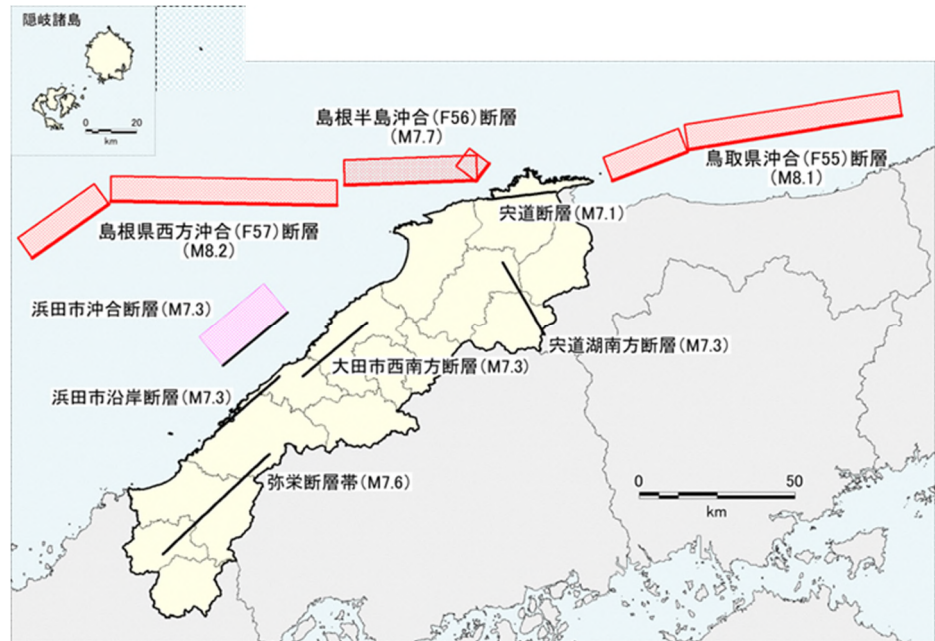 隠岐諸島
0 20
km
島根半島沖合(F56)断層
(M7.7)
鳥取県沖合(F55)断層
(M8.1)
宍道断層(M7.1)
島根県西方沖合(F57)断層
(M8.2)
浜田市沖合断層(M7.3)
宍道湖南方断層(M7.3)
大田市西南方断層(M7.3)
浜田市沿岸断層(M7.3)
弥栄断層帯(M7.6)
0 50
km